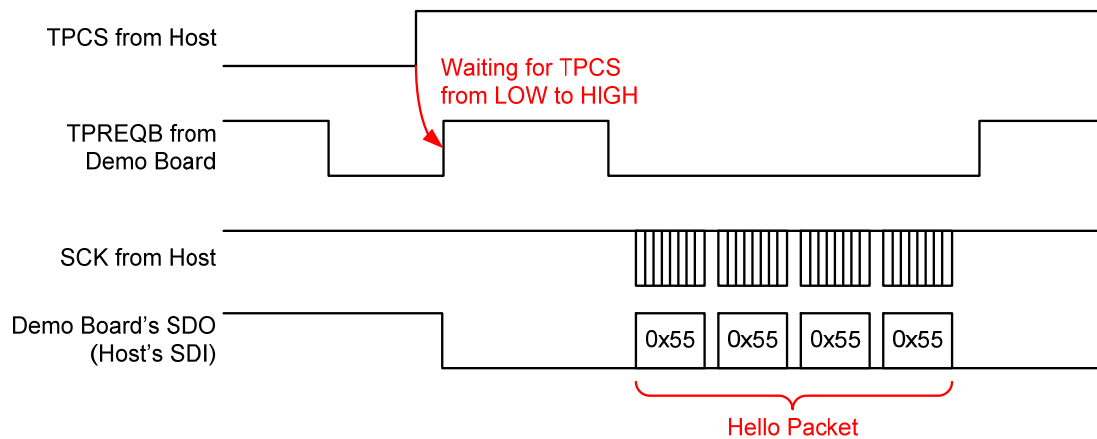 TPCS from Host
Waiting for TPCS
from LOW to HIGH
TPREQB from
Demo Board
SCK from Host
Demo Board's SDO
(Host's SDI)
0x55 0x55 0x55 0x55
Hello Packet